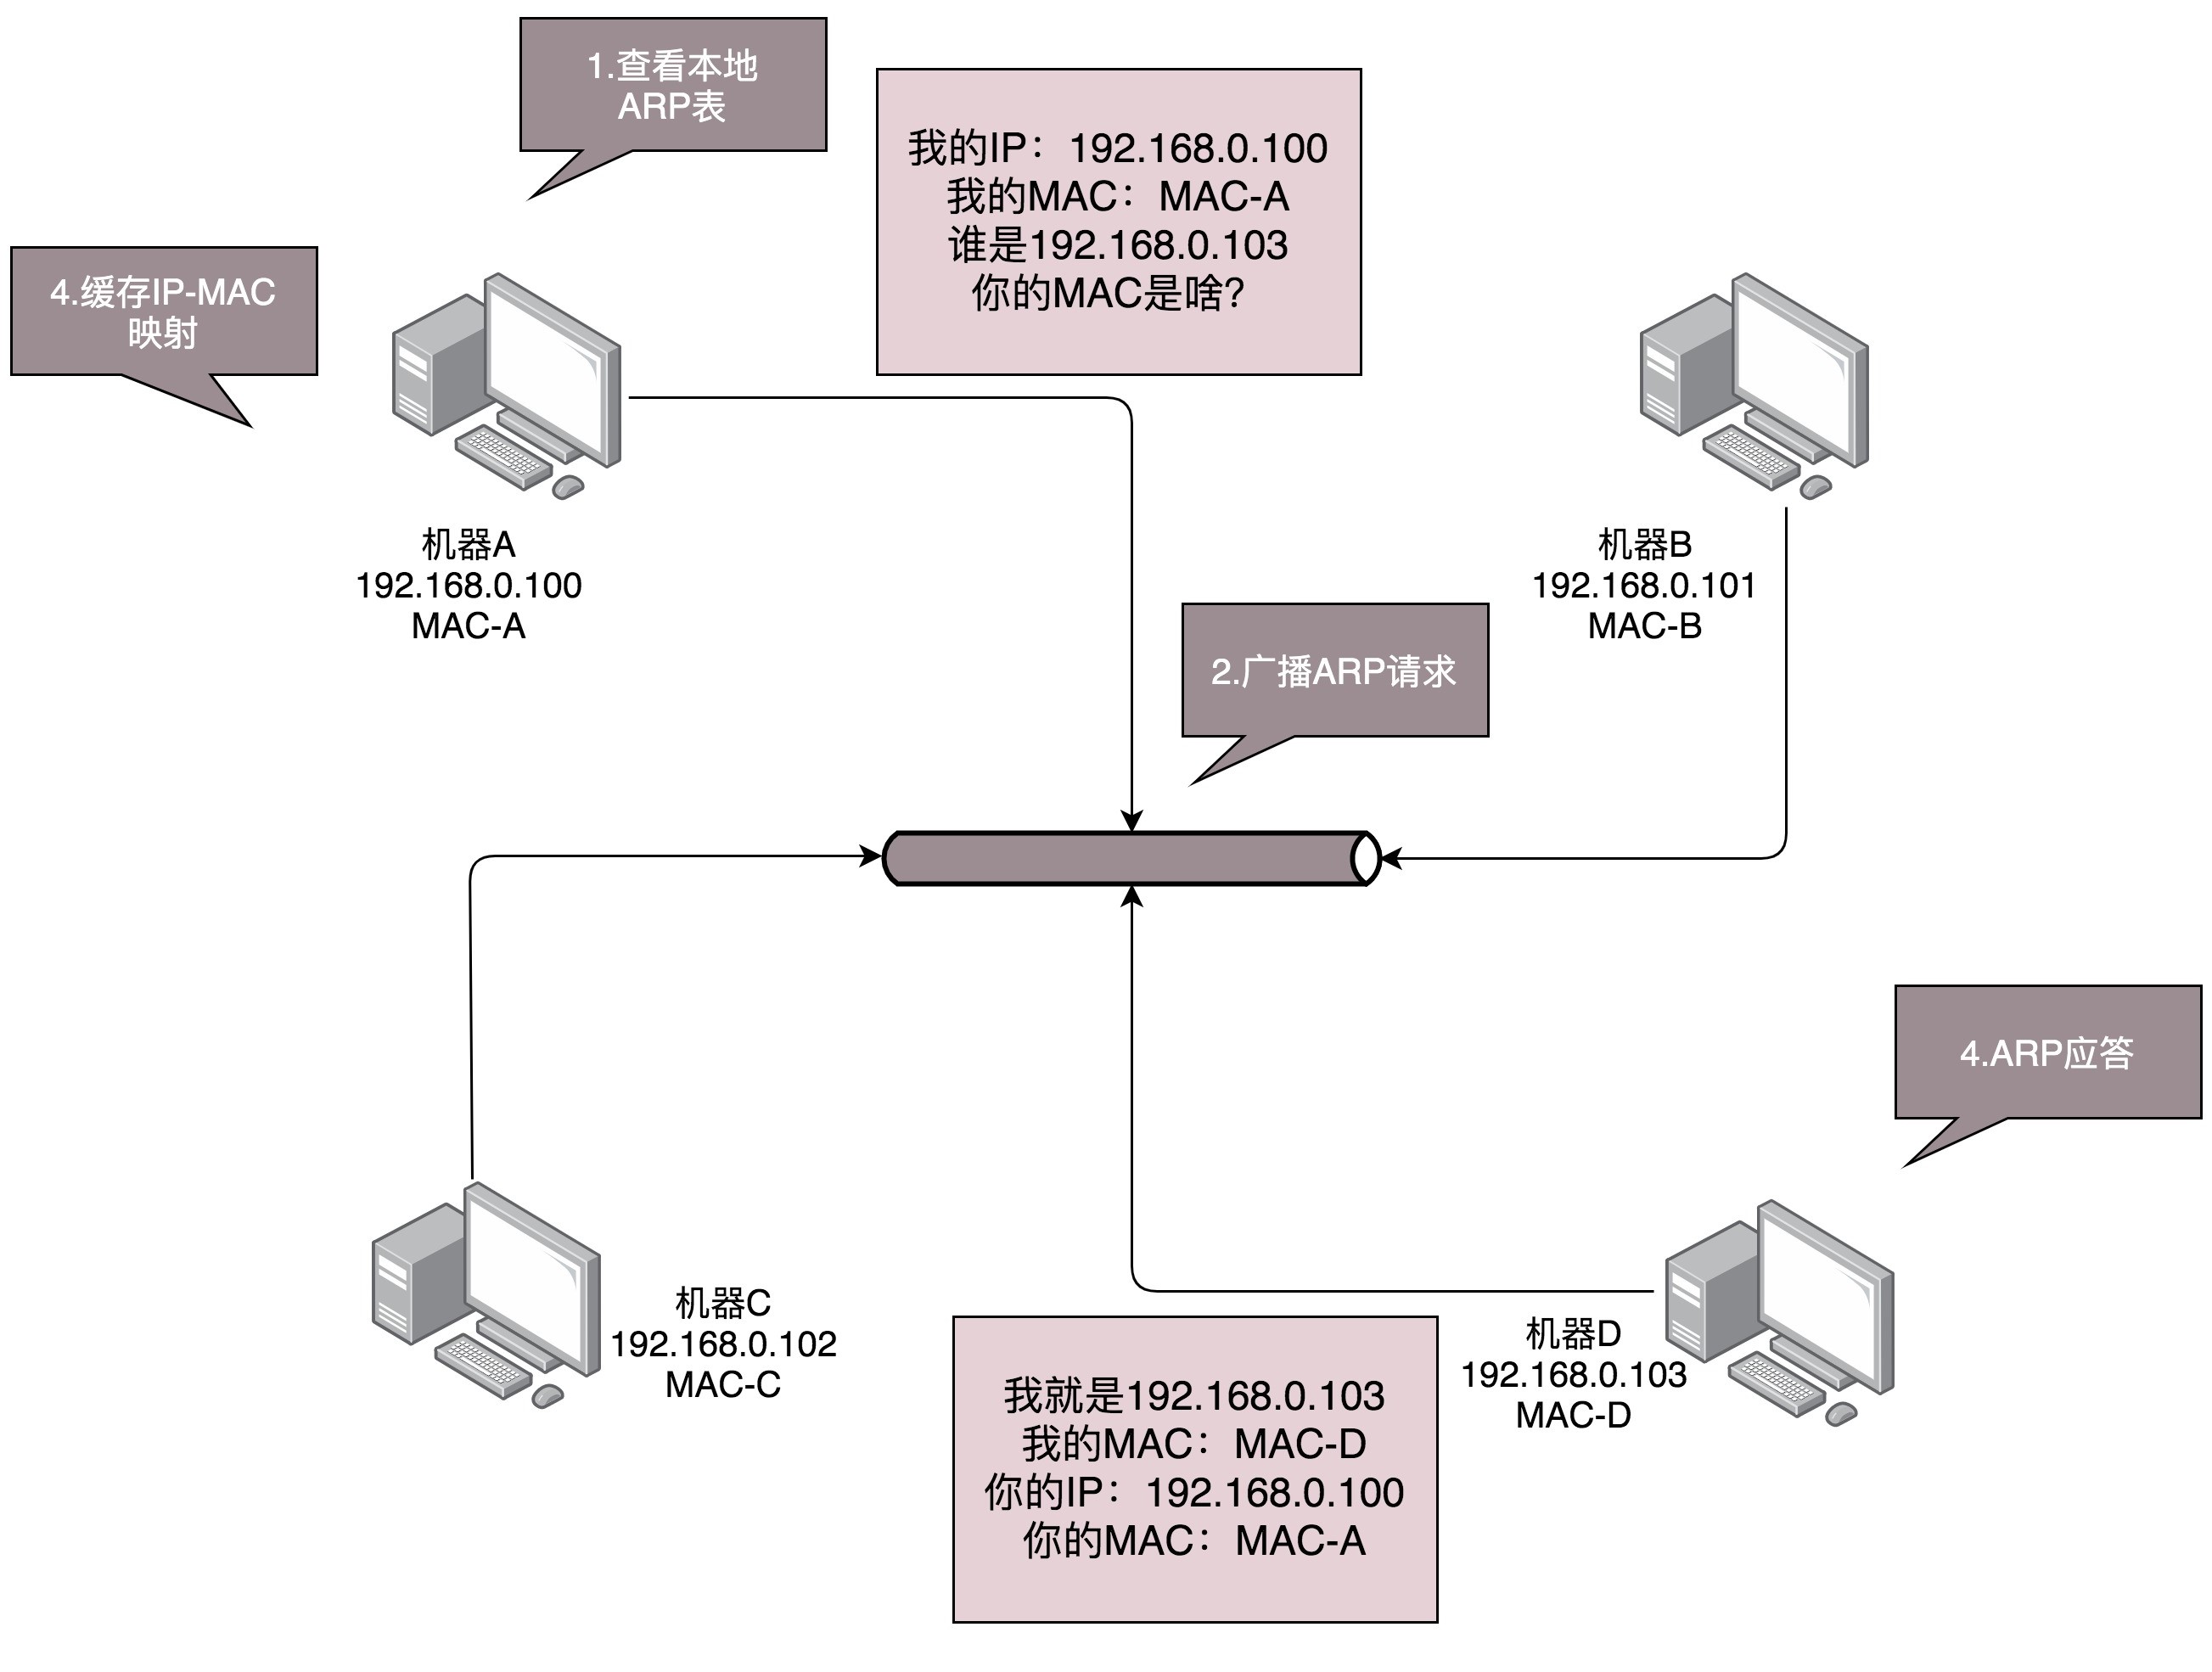 1.查看本地
ARP表
我的IP：192.168.0.100
我的MAC：MAC-A
谁是192.168.0.103
你的MAC是啥?
4.缓存IP-MAC
映射
机器A
192.168.0.100
MAC-A
机器B
192.168.0.101
MAC-B
2.广播ARP请求
4.ARP应答
机器C
192.168.0.102
MAC-C
机器D
192.168.0.103
MAC-D
我就是192.168.0.103
我的MAC：MAC-D
你的IP：192.168.0.100
你的MAC：MAC-A